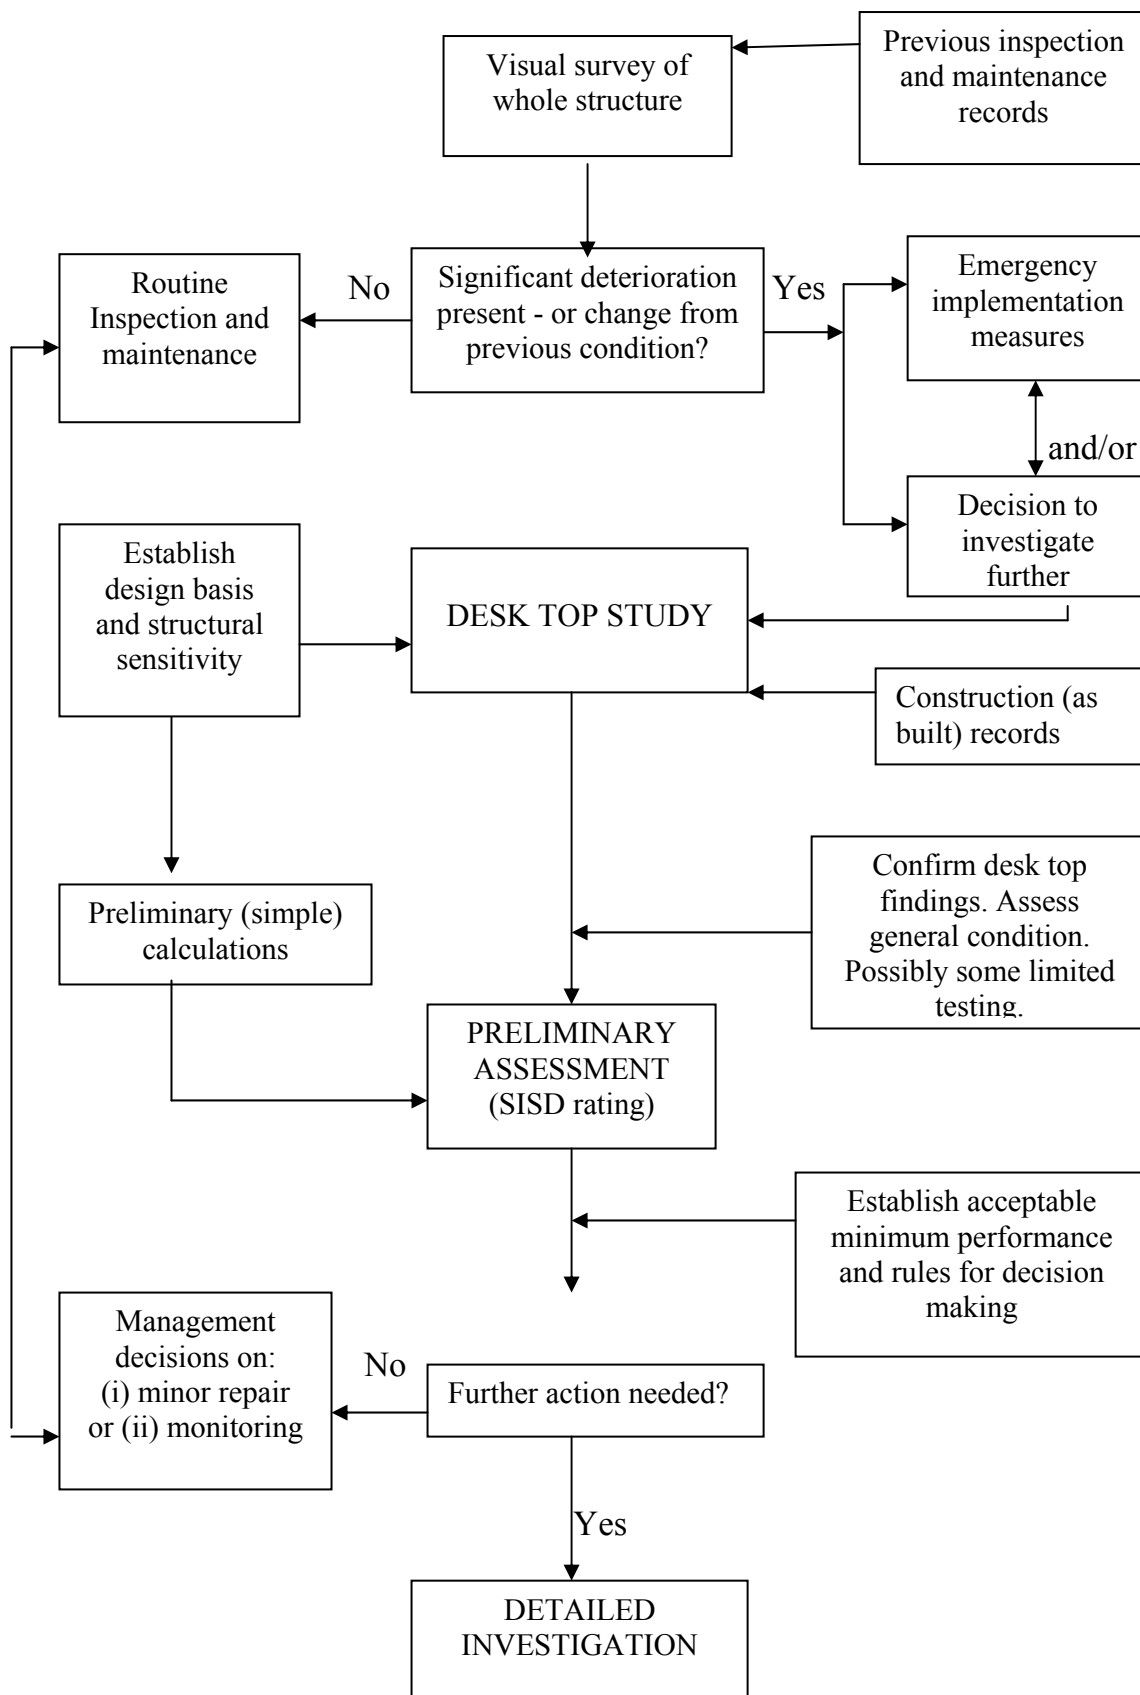 Visual survey of
whole structure
Previous inspection
and maintenance
records
Routine
Inspection and
maintenance
No
Significant deterioration
present - or change from
previous condition?
Yes
Emergency
implementation
measures
and/or
Decision to
investigate
further
Establish
design basis
and structural
sensitivity
DESK TOP STUDY
Construction (as
built) records
Preliminary (simple)
calculations
Confirm desk top
findings. Assess
general condition.
Possibly some limited
testing.
PRELIMINARY
ASSESSMENT
(SISD rating)
Establish acceptable
minimum performance
and rules for decision
making
Management
decisions on:
(i) minor repair
or (ii) monitoring
No
Further action needed?
Yes
DETAILED
INVESTIGATION